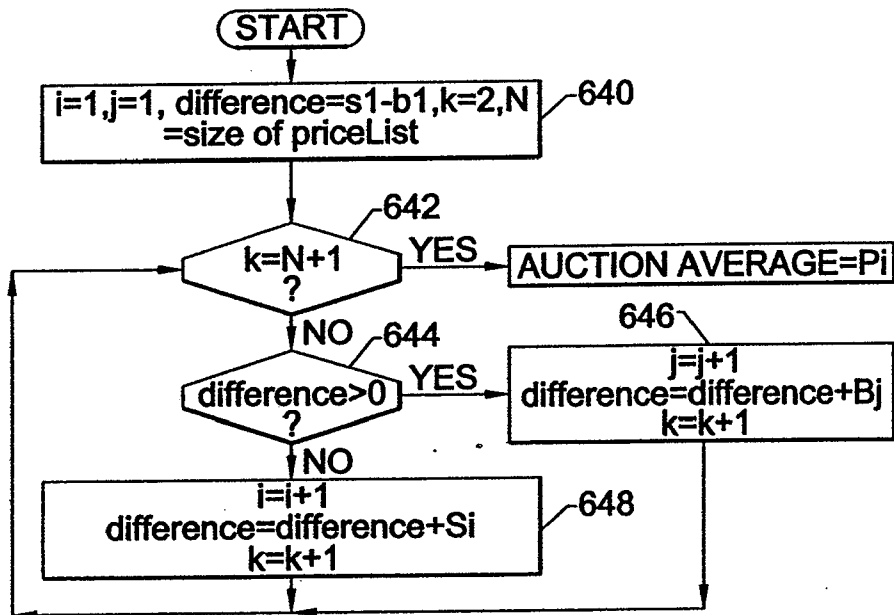 START
i=1,j=1, difference=s1-b1,k=2,N
=size of priceList
640
642
k=N+1
?
YES
AUCTION AVERAGE=Pi
NO
644
646
difference>0
?
YES
j=j+1
difference=difference+Bj
k=k+1
NO
i=i+1
difference=difference+Si
k=k+1
648